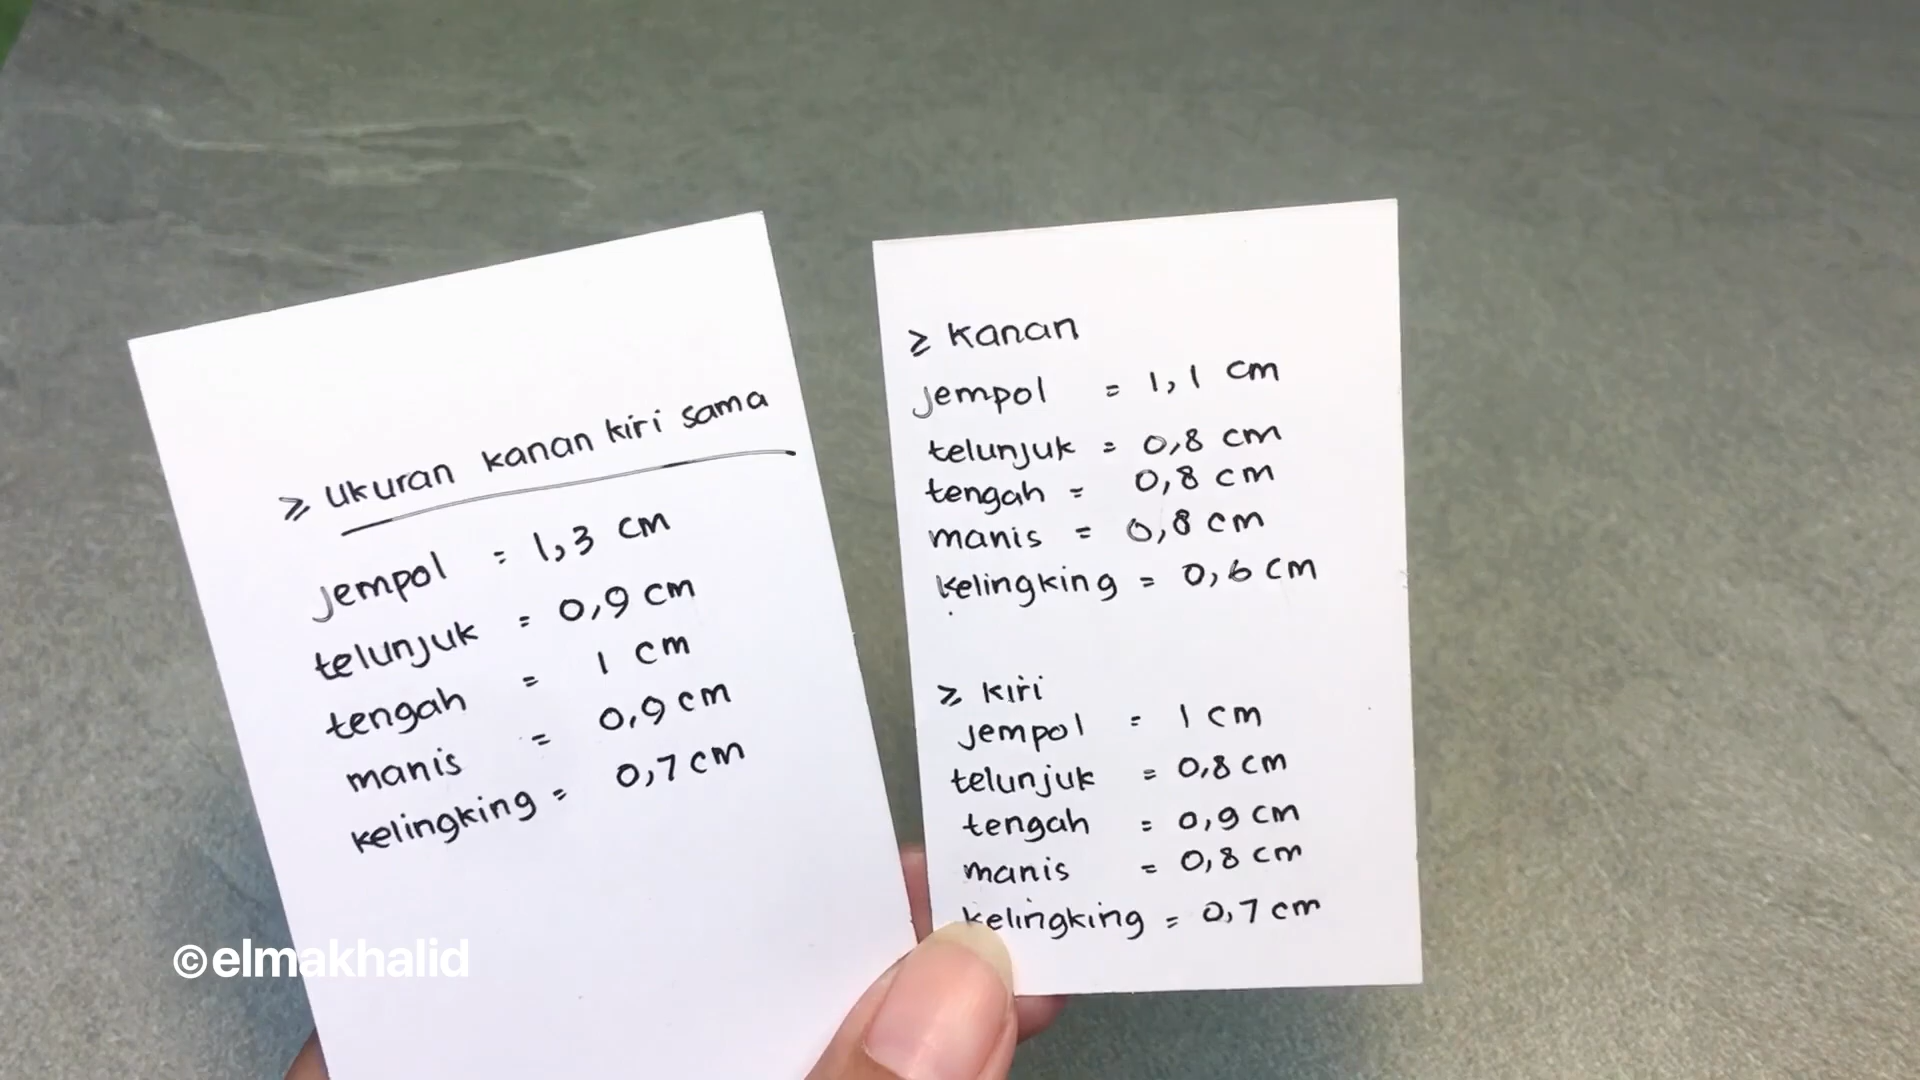 ≥ ukuran kanan kiri sama
jempol = 1,3 cm
telunjuk = 0,9 cm
tengah = 1 cm
manis = 0,9 cm
kelingking = 0,7 cm
≥ Kanan
jempol = 1,1 cm
telunjuk = 0,8 cm
tengah = 0,8 cm
manis = 0,8 cm
kelingking = 0,6 cm
≥ kiri
jempol = 1 cm
telunjuk = 0,8 cm
tengah = 0,9 cm
manis = 0,8 cm
kelingking = 0,7 cm
©elmakhalid